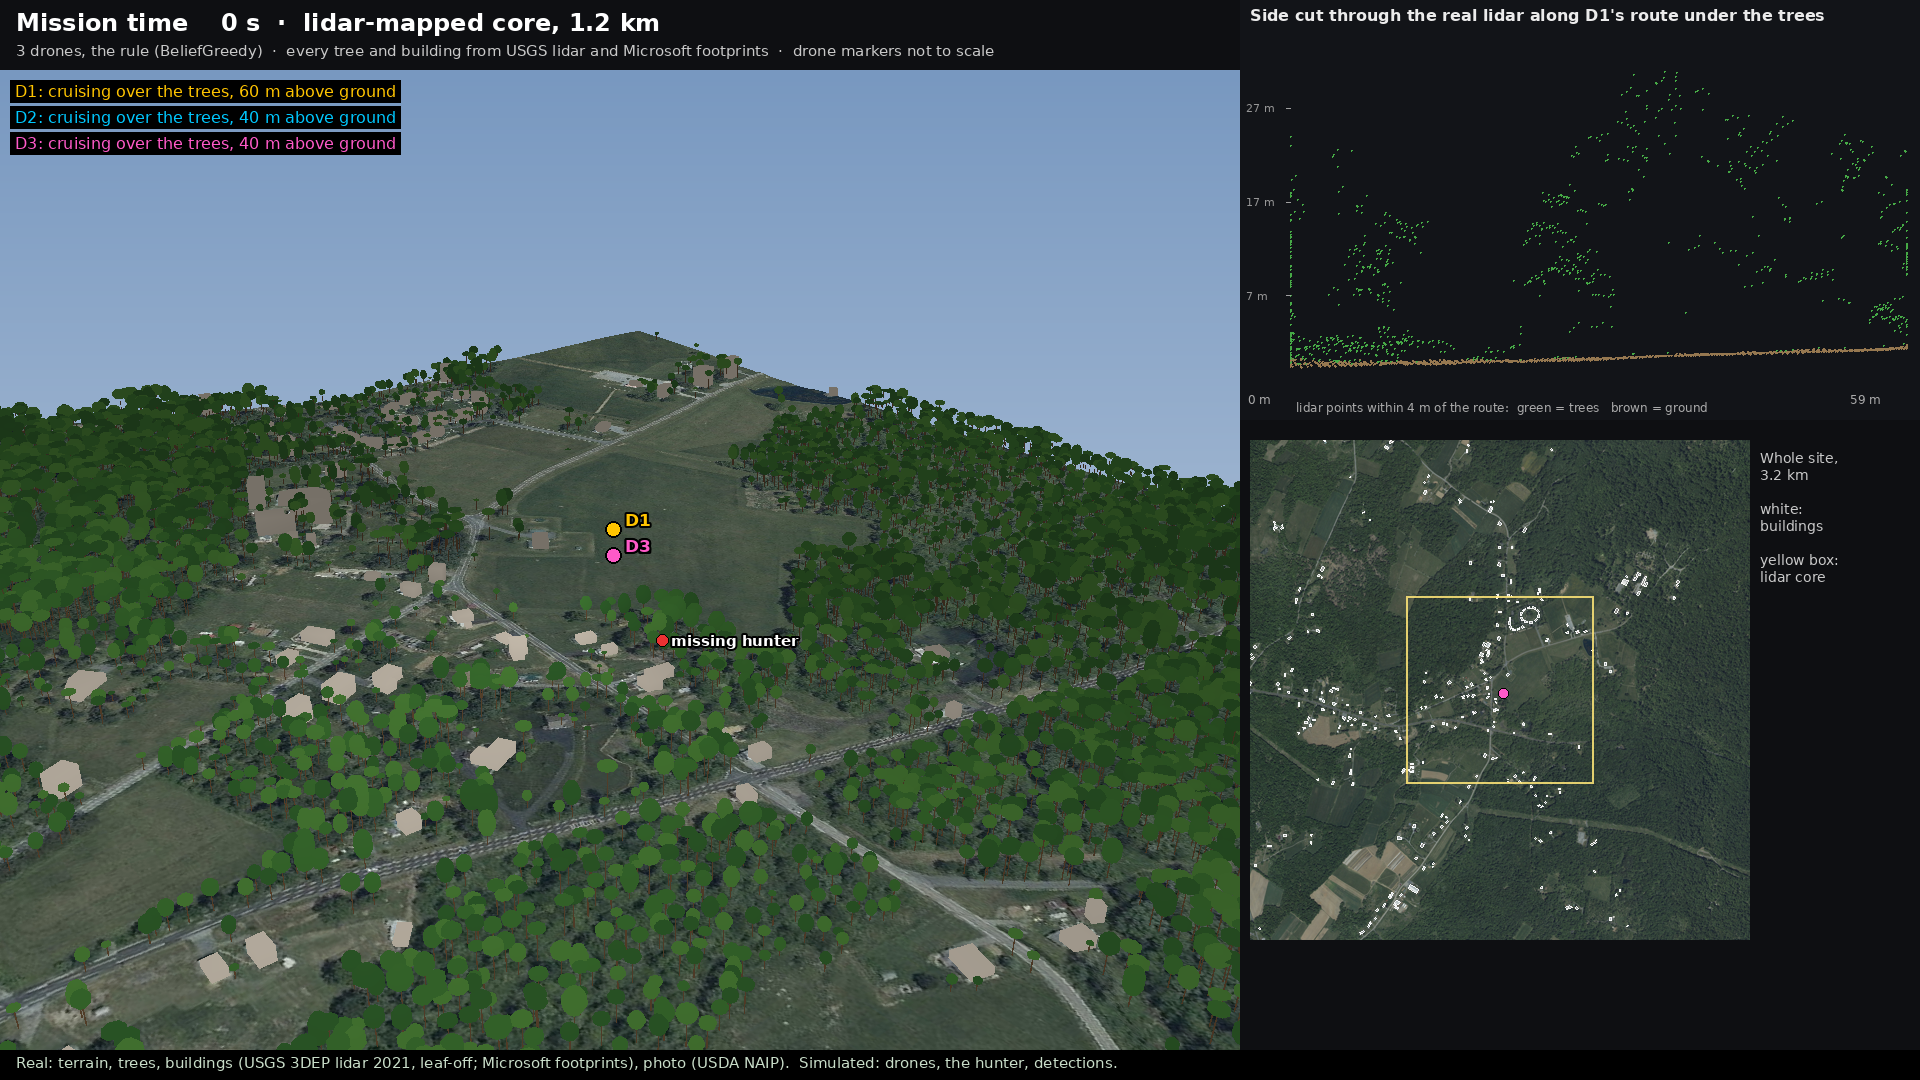 Mission time 0 s · lidar-mapped core, 1.2 km
3 drones, the rule (BeliefGreedy) · every tree and building from USGS lidar and Microsoft footprints · drone markers not to scale
D1: cruising over the trees, 60 m above ground
D2: cruising over the trees, 40 m above ground
D3: cruising over the trees, 40 m above ground
D1
D3
missing hunter
Side cut through the real lidar along D1's route under the trees
27 m
17 m
7 m
0 m
59 m
lidar points within 4 m of the route: green = trees brown = ground
Whole site,
3.2 km
white:
buildings
yellow box:
lidar core
Real: terrain, trees, buildings (USGS 3DEP lidar 2021, leaf-off; Microsoft footprints), photo (USDA NAIP). Simulated: drones, the hunter, detections.